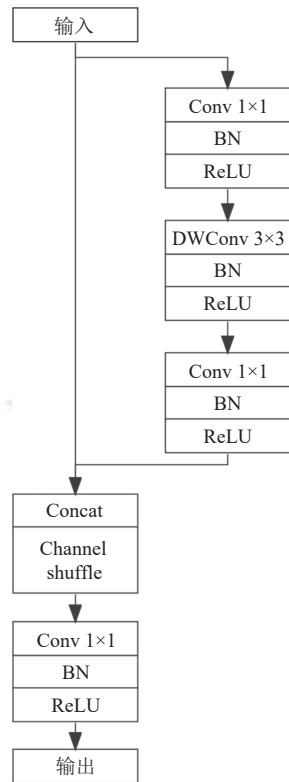 输入
Conv 1×1
BN
ReLU
DWConv 3×3
BN
ReLU
Conv 1×1
BN
ReLU
Concat
Channel
shuffle
Conv 1×1
BN
ReLU
输出